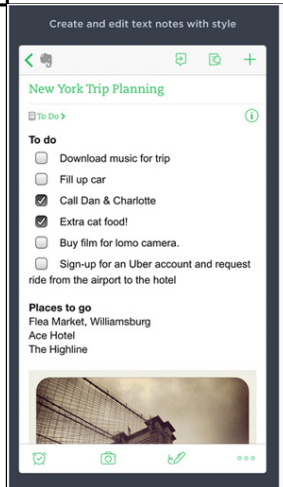 Create and edit text notes with style
New York Trip Planning
To Do
To do
Download music for trip
Fill up car
Call Dan & Charlotte
Extra cat food!
Buy film for lomo camera.
Sign-up for an Uber account and request
ride from the airport to the hotel
Places to go
Flea Market, Williamsburg
Ace Hotel
The Highline